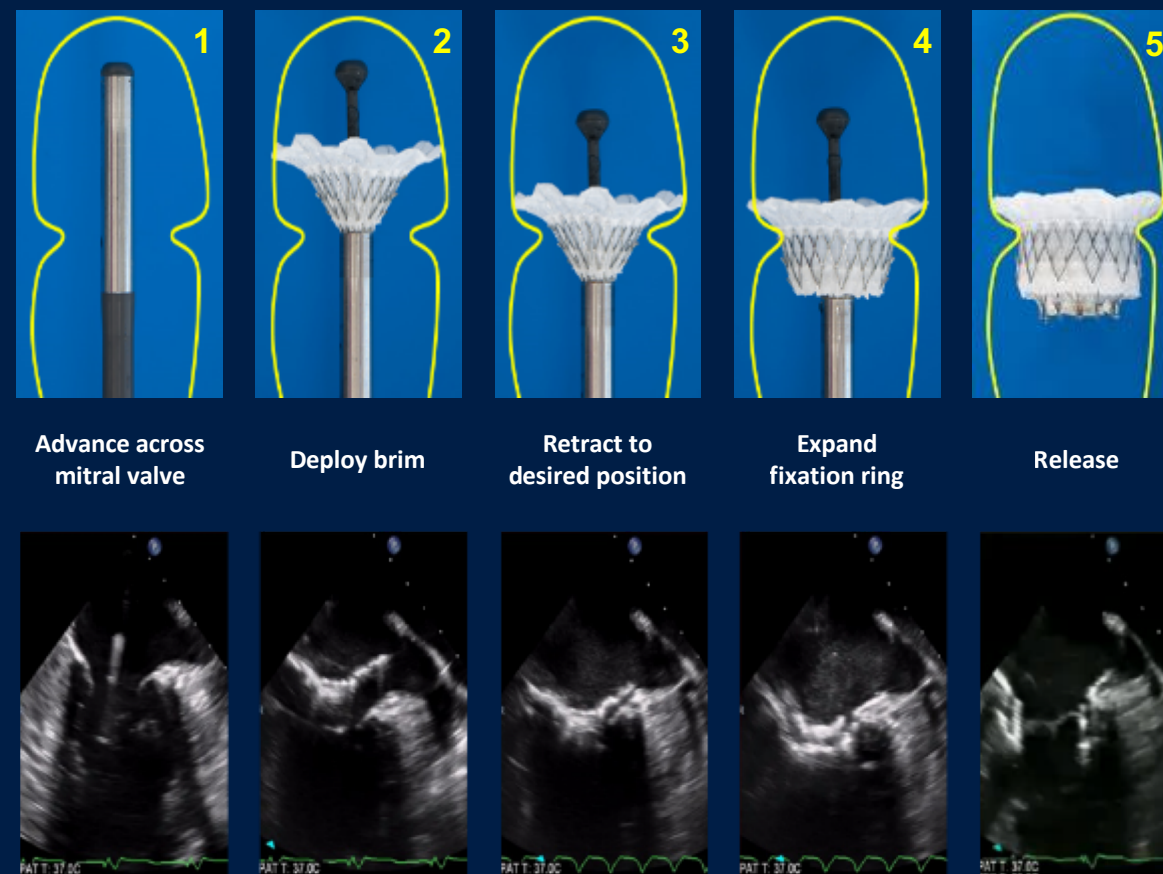 1
2
3
4
5
Advance across
mitral valve
Deploy brim
Retract to
desired position
Expand
fixation ring
Release
PAT T: 37.0C
PAT T: 37.0C
PAT T: 37.0C
PAT T: 37.0C
PAT T: 37.0C